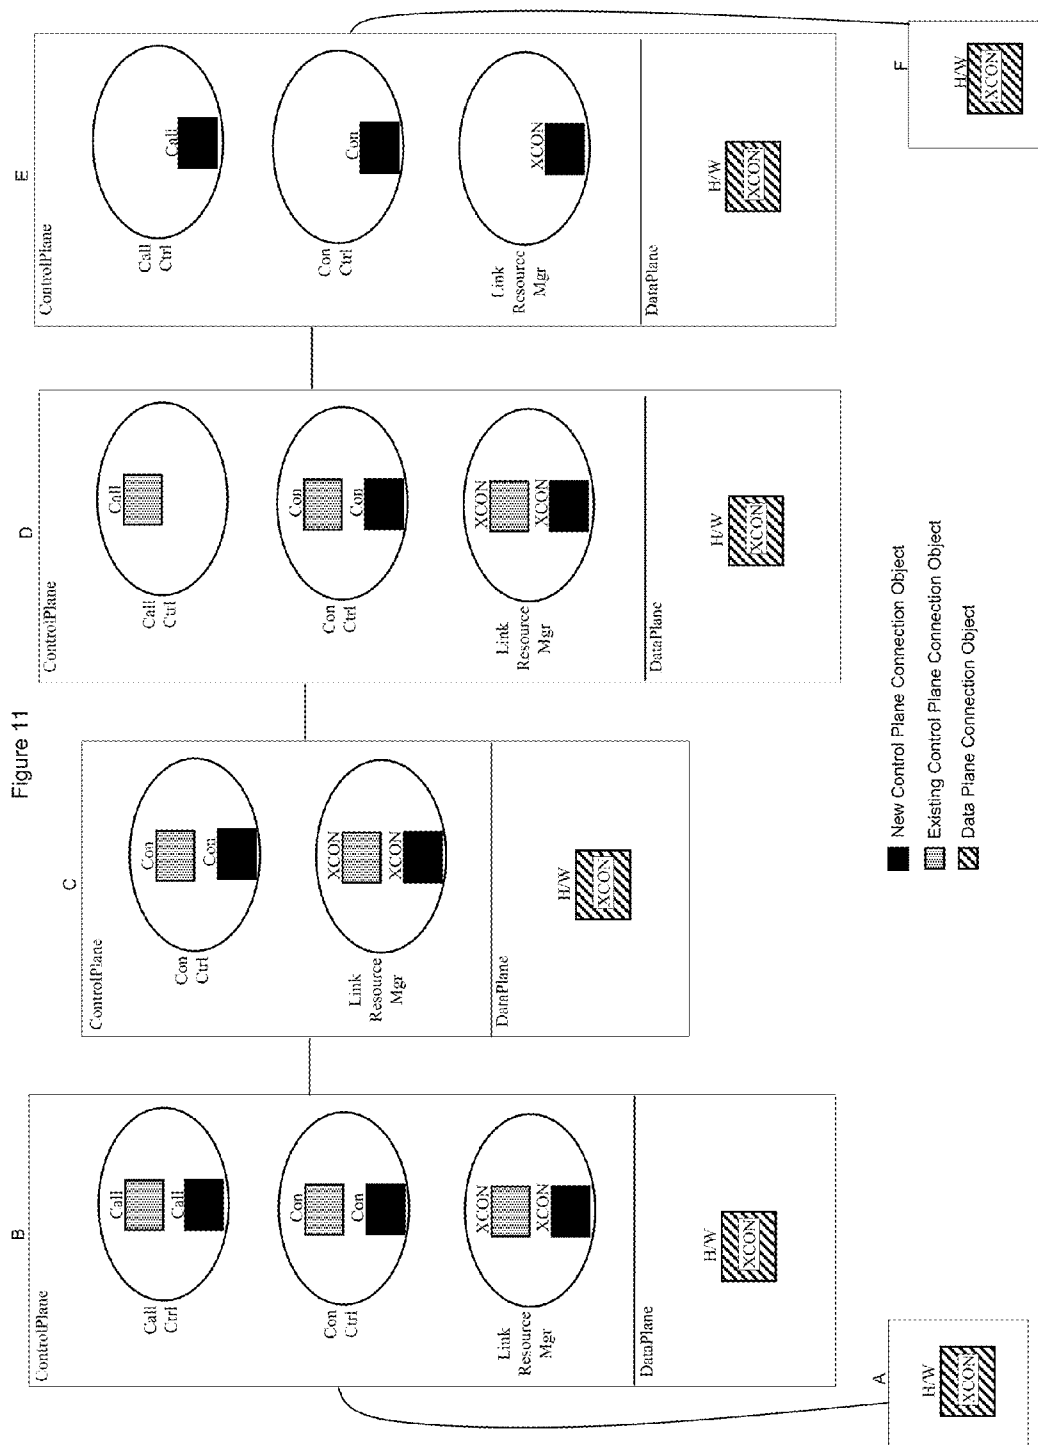 Figure 11
B
ControlPlane
Call
Ctrl
Call
Call
Con
Ctrl
Con
Con
Link
Resource
Mgr
XCON
XCON
DataPlane
H/W
XCON
A
H/W
XCON
C
ControlPlane
Con
Ctrl
Con
Con
Link
Resource
Mgr
XCON
XCON
DataPlane
H/W
XCON
D
ControlPlane
Call
Ctrl
Call
Con
Ctrl
Con
Con
Link
Resource
Mgr
XCON
XCON
DataPlane
H/W
XCON
E
ControlPlane
Call
Ctrl
Call
Con
Ctrl
Con
Link
Resource
Mgr
XCON
DataPlane
H/W
XCON
F
H/W
XCON
New Control Plane Connection Object
Existing Control Plane Connection Object
Data Plane Connection Object